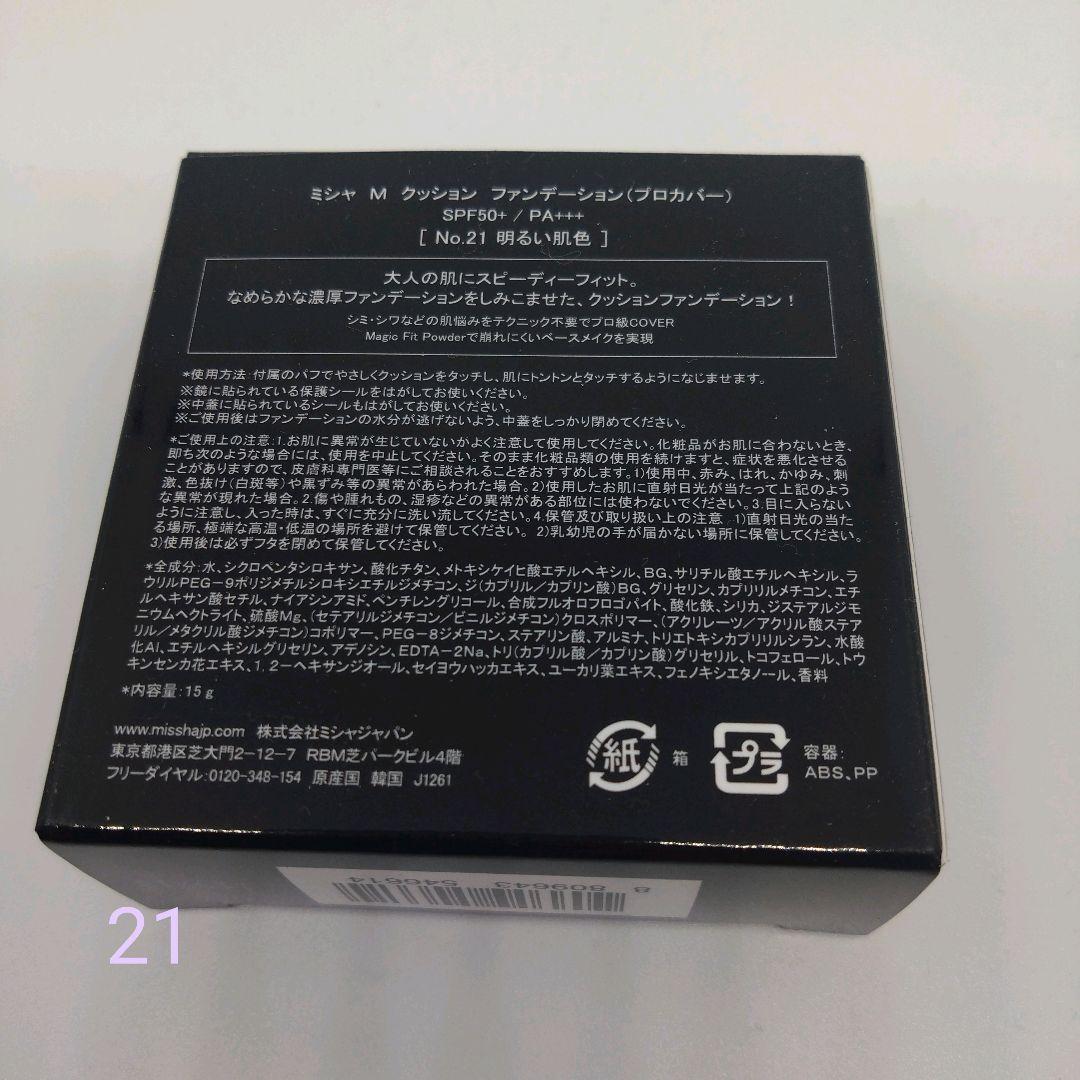 ミシャ M クッション ファンデーション(プロカバー)
SPF50+ / PA+++
[ No.21 明るい肌色 ]
大人の肌にスピーディーフィット。
なめらかな濃厚ファンデーションをしみこませた、クッションファンデーション!
シミ・シワなどの肌悩みをテクニック不要でプロ級COVER
Magic Fit Powderで崩れにくいベースメイクを実現
*使用方法:付属のパフでやさしくクッションをタッチし、肌にトントンとタッチするようになじませます。
※鏡に貼られている保護シールをはがしてお使いください。
※中蓋に貼られているシールもはがしてお使いください。
※ご使用後はファンデーションの水分が逃げないよう、中蓋をしっかり閉めてください。
*ご使用上の注意:1.お肌に異常が生じていないかよく注意して使用してください。化粧品がお肌に合わないとき、
即ち次のような場合には、使用を中止してください。そのまま化粧品類の使用を続けますと、症状を悪化させる
ことがありますので、皮膚科専門医等にご相談されることをおすすめします。1)使用中、赤み、はれ、かゆみ、刺
激、色抜け(白斑等)や黒ずみ等の異常があらわれた場合。2)使用したお肌に直射日光が当たって上記のよう
な異常が現れた場合。2.傷や腫れもの、湿疹などの異常がある部位には使わないでください。3.目に入らない
ように注意し、入った時は、すぐに充分に洗い流してください。4.保管及び取り扱い上の注意 1)直射日光の当た
る場所、極端な高温・低温の場所を避けて保管してください。 2)乳幼児の手が届かない場所に保管してください。
3)使用後は必ずフタを閉めて保管してください。
*全成分:水、シクロペンタシロキサン、酸化チタン、メトキシケイヒ酸エチルヘキシル、BG、サリチル酸エチルヘキシル、ラ
ウリルPEG-9ポリジメチルシロキシエチルジメチコン、ジ(カプリル/カプリン酸)BG、グリセリン、カプリリルメチコン、エチ
ルヘキサン酸セチル、ナイアシンアミド、ペンチレングリコール、合成フルオロフロゴパイト、酸化鉄、シリカ、ジステアルジモ
ニウムヘクトライト、硫酸Mg、(セテアリルジメチコン/ビニルジメチコン)クロスポリマー、(アクリレーツ/アクリル酸ステア
リル/メタクリル酸ジメチコン)コポリマー、PEG-8ジメチコン、ステアリン酸、アルミナ、トリエトキシカプリリルシラン、水酸
化Al、エチルヘキシルグリセリン、アデノシン、EDTA-2Na、トリ(カプリル酸/カプリン酸)グリセリル、トコフェロール、トウ
キンセンカ花エキス、1,2-ヘキサンジオール、セイヨウハッカエキス、ユーカリ葉エキス、フェノキシエタノール、香料
*内容量:15g
www.misshajp.com 株式会社ミシャジャパン
東京都港区芝大門2-12-7 RBM芝パークビル4階
フリーダイヤル:0120-348-154 原産国 韓国 J1261
紙 箱
プラ 容器:
ABS、PP
8 809643 546614
21